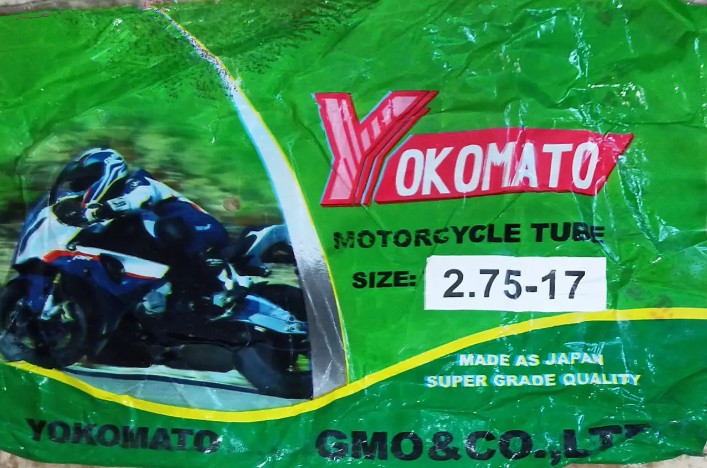 YOKOMATO
MOTORCYCLE TUBE
SIZE: 2.75-17
MADE AS JAPAN
SUPER GRADE QUALITY
YOKOMATO GMO&CO.,LTD